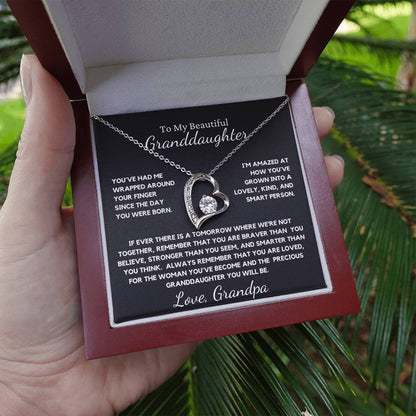 To My Beautiful
Granddaughter
YOU'VE HAD ME
WRAPPED AROUND
YOUR FINGER
SINCE THE DAY
YOU WERE BORN.
I'M AMAZED AT
HOW YOU'VE
GROWN INTO A
LOVELY, KIND, AND
SMART PERSON.
IF EVER THERE IS A TOMORROW WHERE WE'RE NOT
TOGETHER, REMEMBER THAT YOU ARE BRAVER THAN YOU
BELIEVE, STRONGER THAN YOU SEEM, AND SMARTER THAN
YOU THINK. ALWAYS REMEMBER THAT YOU ARE LOVED,
FOR THE WOMAN YOU'VE BECOME AND THE PRECIOUS
GRANDDAUGHTER YOU WILL BE.
Love, Grandpa